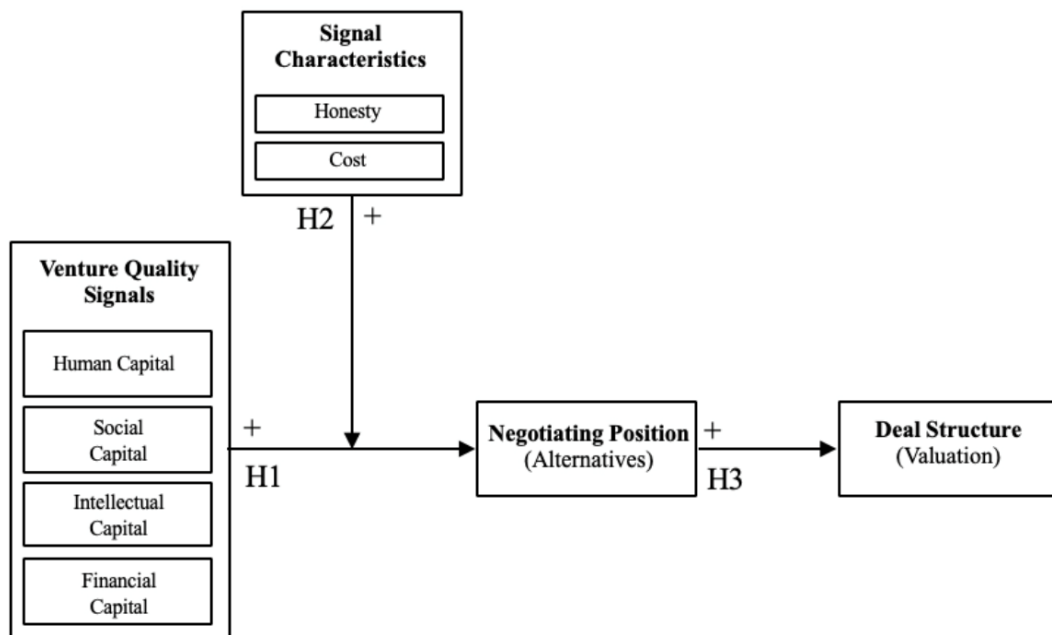 Signal
Characteristics
Honesty
Cost
H2
+
Venture Quality
Signals
Human Capital
Social
Capital
Intellectual
Capital
Financial
Capital
+
H1
Negotiating Position
(Alternatives)
+
H3
Deal Structure
(Valuation)